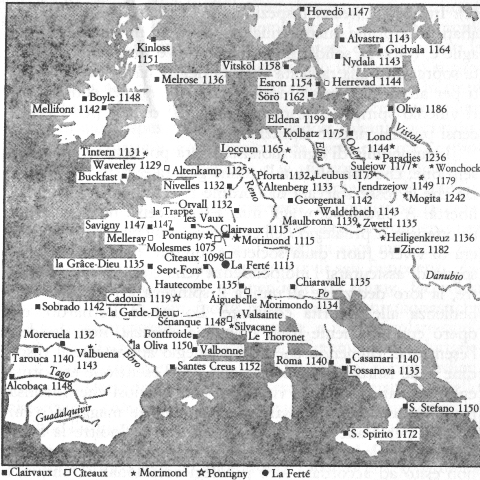 Hovedö 1147
Kinloss
1151
Alvastra 1143
Gudvala 1164
Vitsköl 1158
Nydala 1143
Melrose 1136
Esron 1154
Herrevad 1144
Boyle 1148
Sörö 1162
Mellifont 1142
Oliva 1186
Eldena 1199
Kolbatz 1175
Vittola
Tintern 1131
Loccum 1165
Elba
Oder
Lond
1144
Paradies 1236
Waverley 1129
Altenkamp 1125
Pforta 1132
Leubus 1175
Sulejow 1177
Wonchock
1179
Buckfast
Nivelles 1132
Reno
Altenberg 1133
Jendrzejow 1149
Orvall 1132
Georgental 1142
Mogita 1242
la Trappe
les Vaux
Walderbach 1143
Savigny 1147
1147
Maulbronn 1139
Zwettl 1135
Pontigny
Clairvaux 1115
Melleray
Morimond 1115
Heiligenkreuz 1136
Molesmes 1075
Zircz 1182
Cîteaux 1098
la Grâce-Dieu 1135
La Ferté 1113
Sept-Fons
Danubio
Hautecombe 1135
Chiaravalle 1135
Cadouin 1119
Aiguebelle
Po
Sobrado 1142
Morimondo 1134
la Garde-Dieu
Valsainte
Sénanque 1148
Silvacane
Moreruela 1132
Fontfroide
Le Thoronet
Valbuena
1143
la Oliva 1150
Valbonne
Tarouca 1140
Ebro
Roma 1140
Casamari 1140
Tago
Santes Creus 1152
Fossanova 1135
Alcobaça 1148
S. Stefano 1150
Guadalquivir
S. Spirito 1172
Clairvaux Cîteaux Morimond Pontigny La Ferté